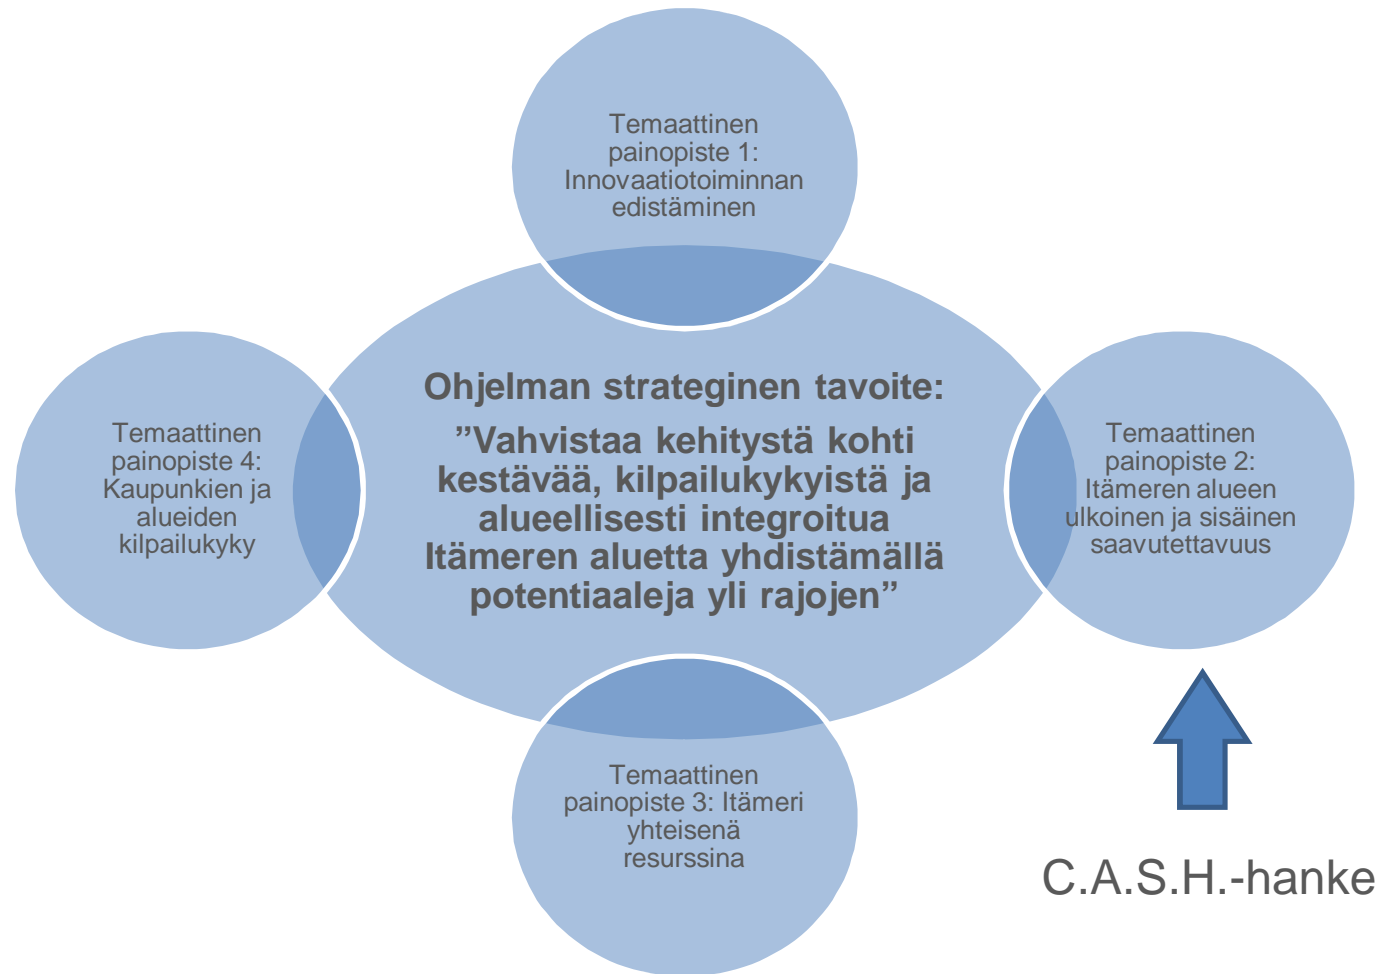 Temaattinen
painopiste 1:
Innovaatiotoiminnan
edistäminen
Ohjelman strateginen tavoite:
”Vahvistaa kehitystä kohti
kestävää, kilpailukykyistä ja
alueellisesti integroitua
Itämeren aluetta yhdistämällä
potentiaaleja yli rajojen”
Temaattinen
painopiste 4:
Kaupunkien ja
alueiden
kilpailukyky
Temaattinen
painopiste 2:
Itämeren alueen
ulkoinen ja sisäinen
saavutettavuus
Temaattinen
painopiste 3: Itämeri
yhteisenä
resurssina
C.A.S.H.-hanke